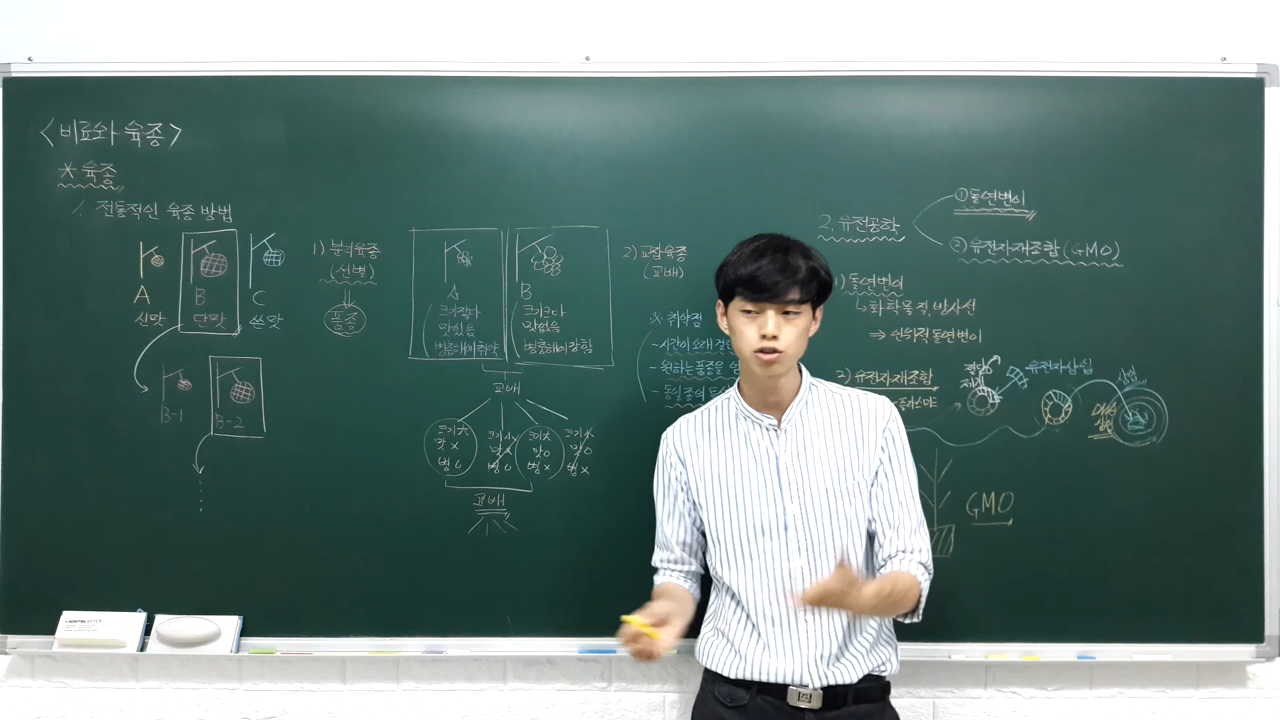 <비료와 육종>
* 육종
1. 전통적인 육종 방법
A
신맛
B
단맛
C
쓴맛
B-1
B-2
1) 분리육종
(선별)
품종
A
크기작다
맛있음
병충해에 취약
B
크기크다
맛없음
병충해에 강함
교배
크기大
맛 X
병 O
크기小
맛 X
병 O
크기大
맛 O
병 X
크기小
맛 O
병 X
교배
2) 교잡육종
(교배)
※ 취약점
- 시간이 오래 걸린
- 원하는 품종을
- 동일종의
2. 유전공학
① 돌연변이
② 유전자재조합(GMO)
1) 돌연변이
↳ 화학물질, 방사선
⇒ 인위적 돌연변이
2) 유전자재조합
유전자삽입
삽입
GMO